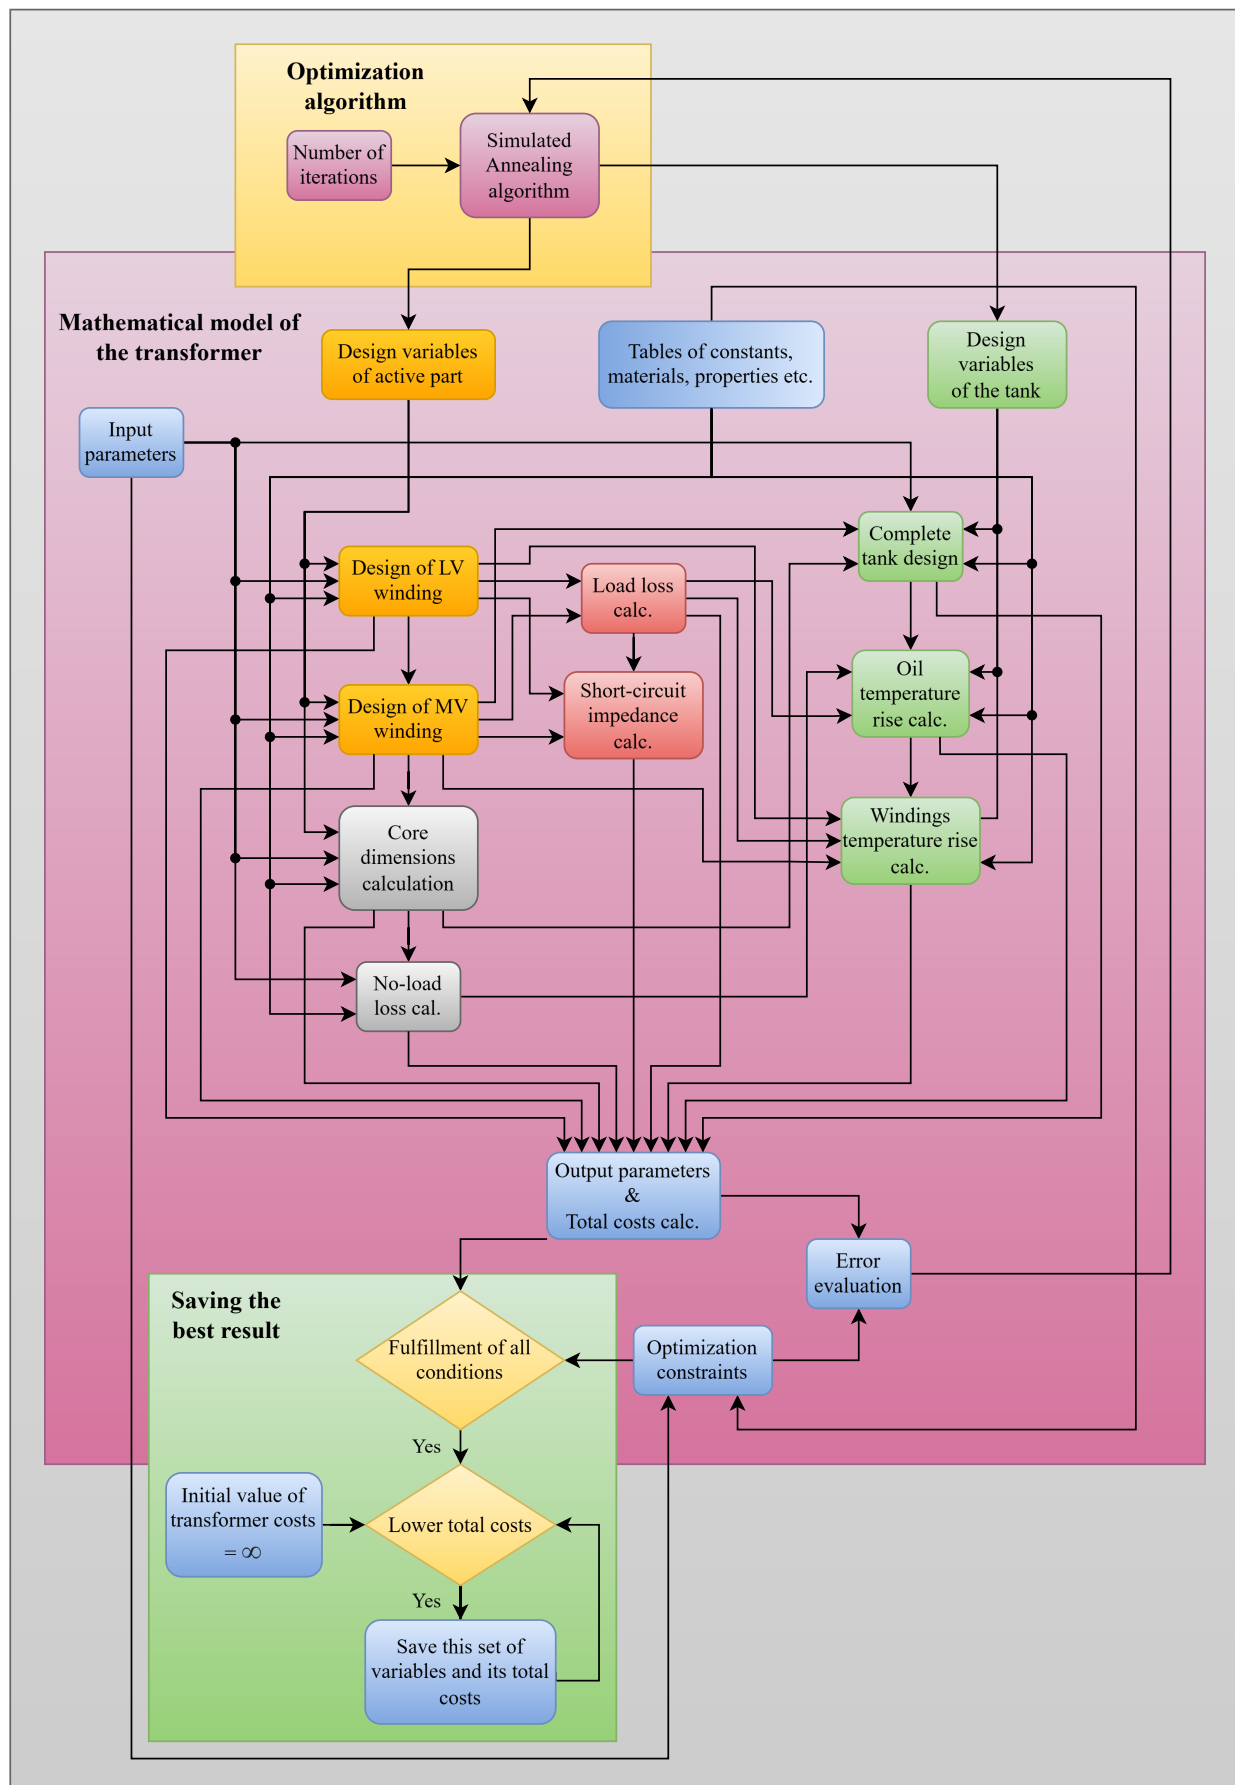 Optimization
algorithm
Number of
iterations
Simulated
Annealing
algorithm
Mathematical model of
the transformer
Design variables
of active part
Tables of constants,
materials, properties etc.
Design
variables
of the tank
Input
parameters
Complete
tank design
Design of LV
winding
Load loss
calc.
Oil
temperature
rise calc.
Design of MV
winding
Short-circuit
impedance
calc.
Windings
temperature rise
calc.
Core
dimensions
calculation
No-load
loss cal.
Output parameters
&
Total costs calc.
Error
evaluation
Saving the
best result
Fulfillment of all
conditions
Optimization
constraints
Yes
Initial value of
transformer costs
= ∞
Lower total costs
Yes
Save this set of
variables and its total
costs